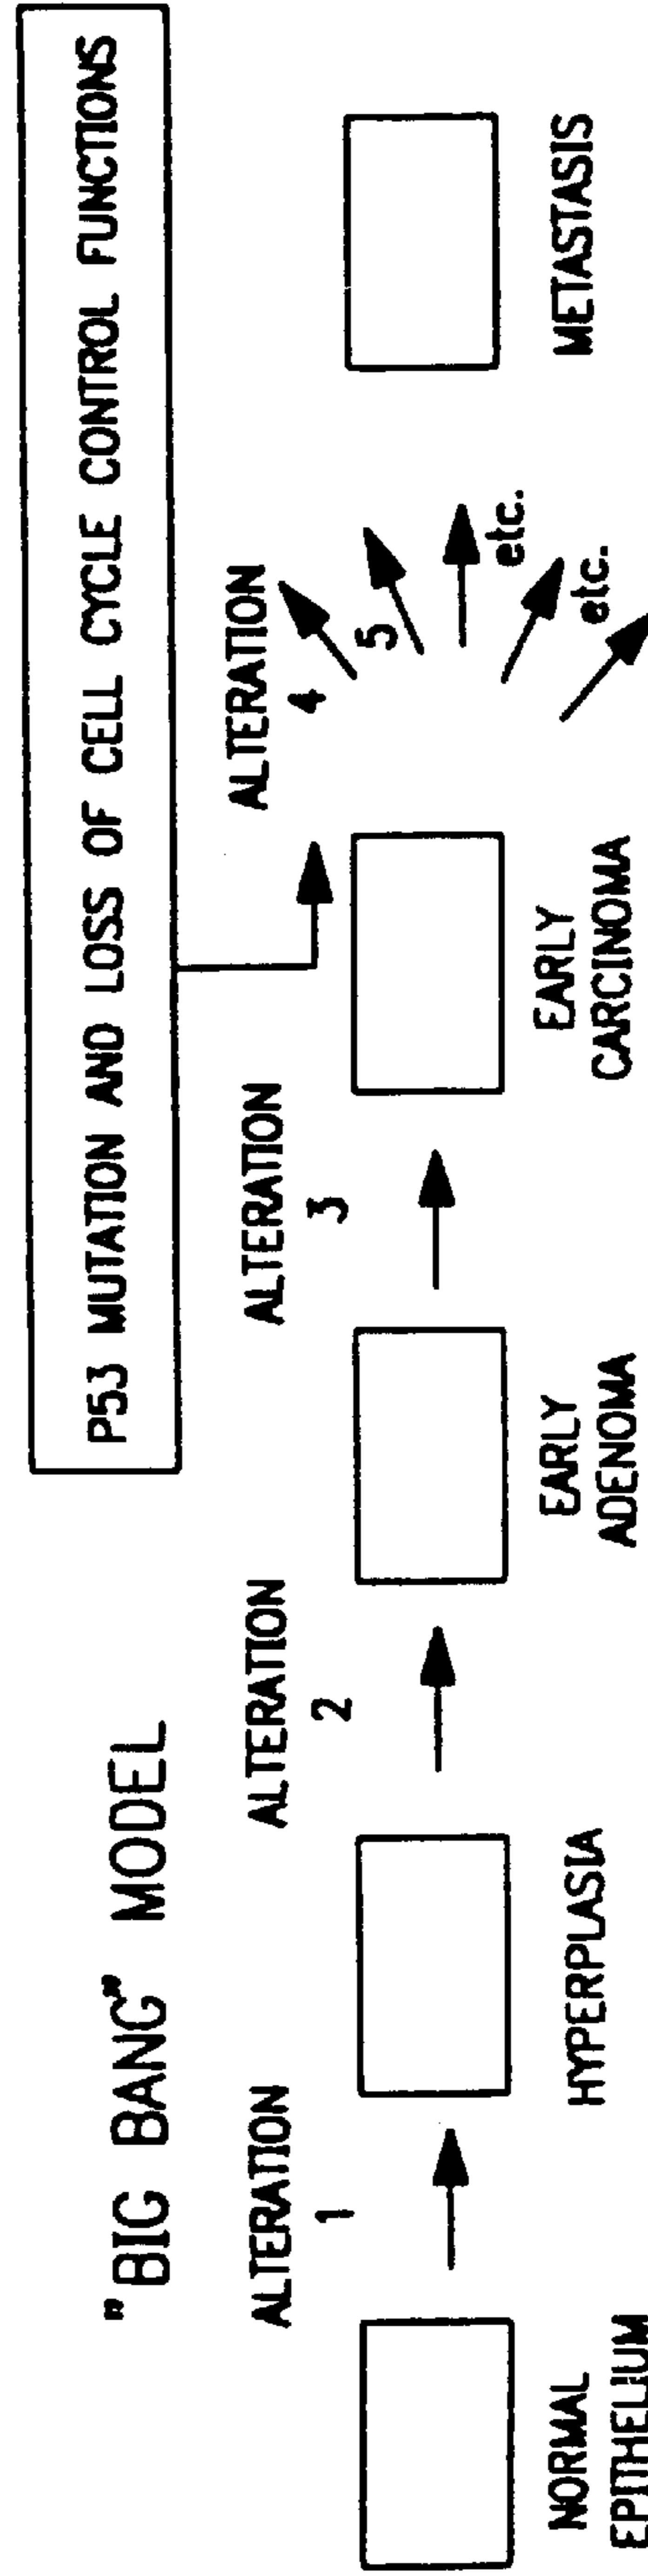 "BIG BANG" MODEL
P53 MUTATION AND LOSS OF CELL CYCLE CONTROL FUNCTIONS
ALTERATION
1
ALTERATION
2
ALTERATION
3
ALTERATION
4
5
etc.
etc.
NORMAL
EPITHELIUM
HYPERPLASIA
EARLY
ADENOMA
EARLY
CARCINOMA
METASTASIS